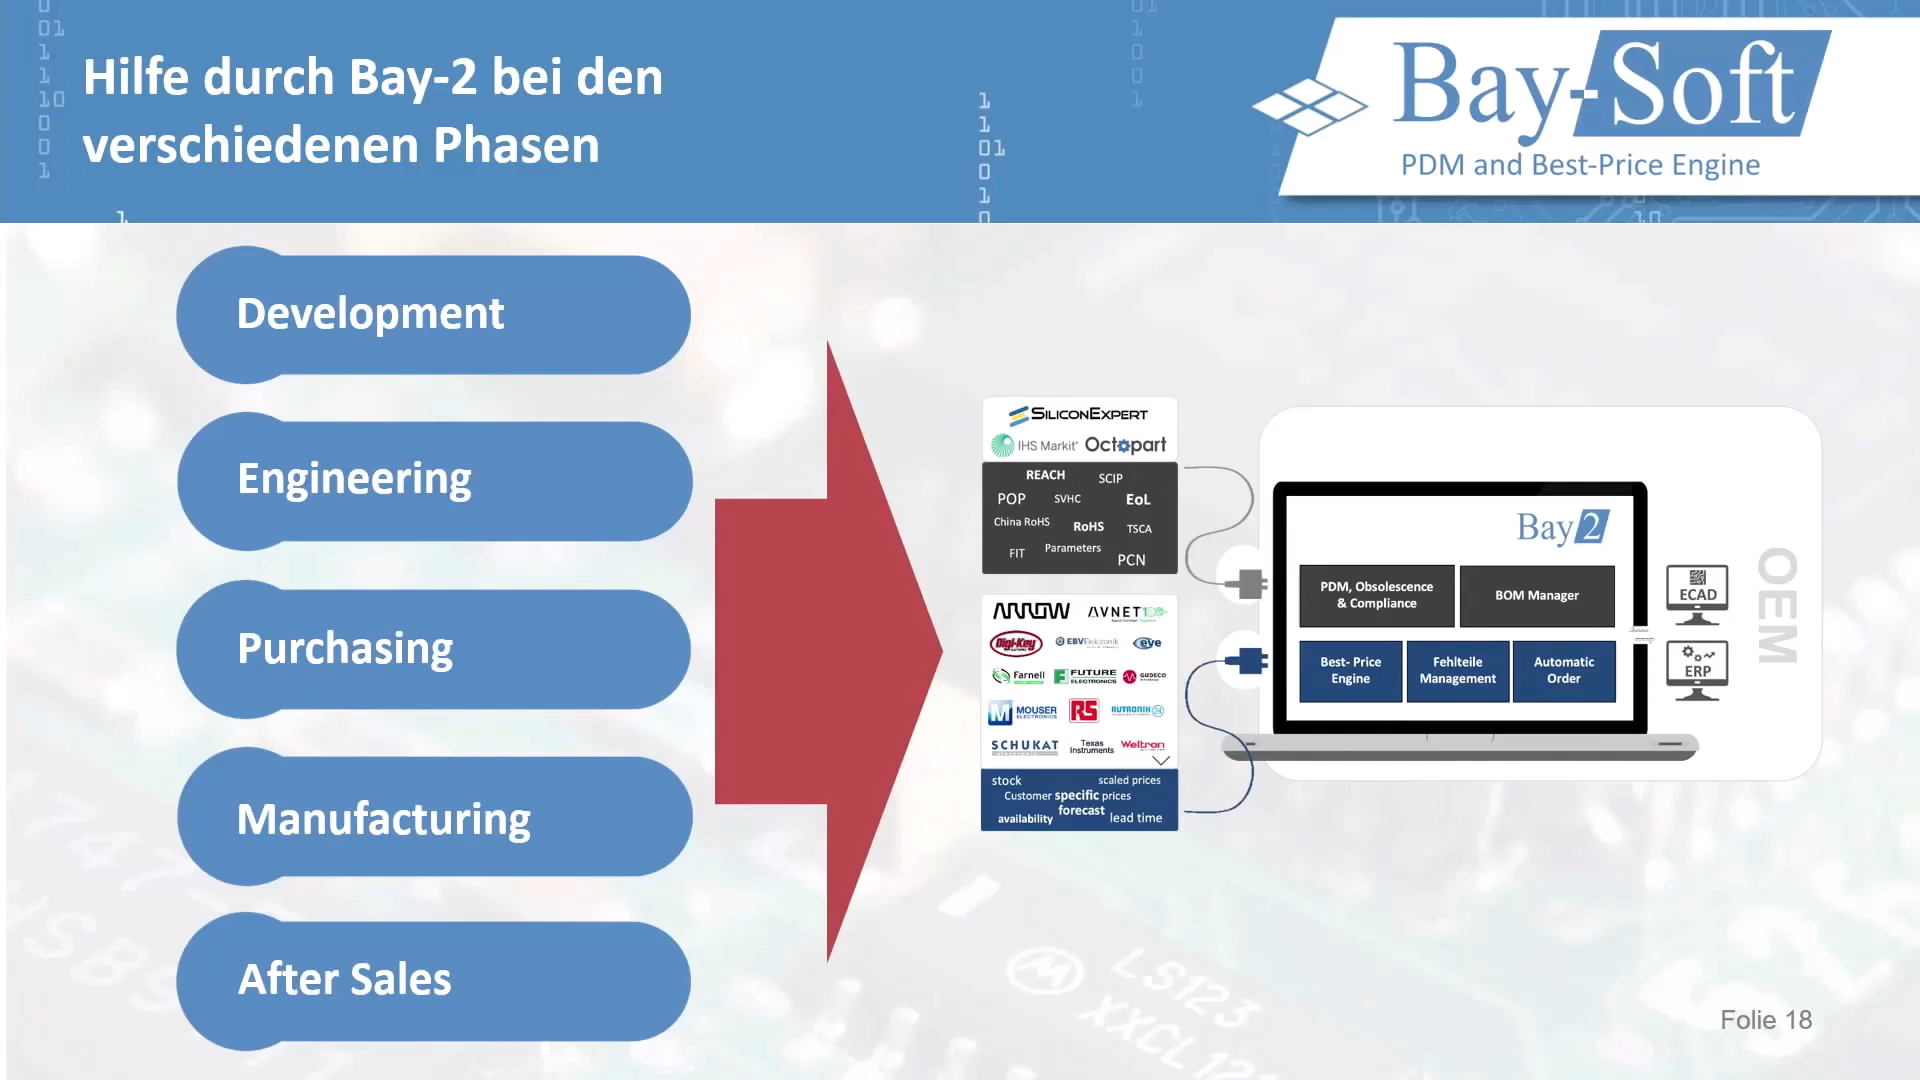 Hilfe durch Bay-2 bei den
verschiedenen Phasen
Bay-Soft
PDM and Best-Price Engine
Development
Engineering
Purchasing
Manufacturing
After Sales
SILICONEXPERT
IHS Markit Octopart
REACH SCIP
POP SVHC EoL
China RoHS RoHS TSCA
FIT Parameters PCN
ARROW AVNET 100
Digi-Key EBV Elektronik eve
Farnell FUTURE ELECTRONICS GUDECO
MOUSER ELECTRONICS RS RUTRONIK 24
SCHUKAT Texas Instruments Weltron
stock scaled prices
Customer specific prices
forecast
availability lead time
Bay2
PDM, Obsolescence
& Compliance
BOM Manager
Best- Price
Engine
Fehlteile
Management
Automatic
Order
ECAD
ERP
OEM
LS123
XXCL12
Folie 18